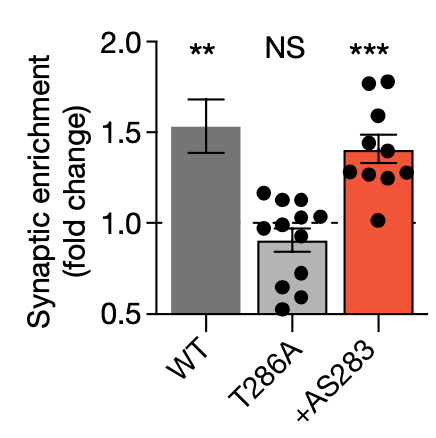 ** NS ***
Synaptic enrichment
(fold change)
2.0
1.5
1.0
0.5
WT
T286A
+AS283